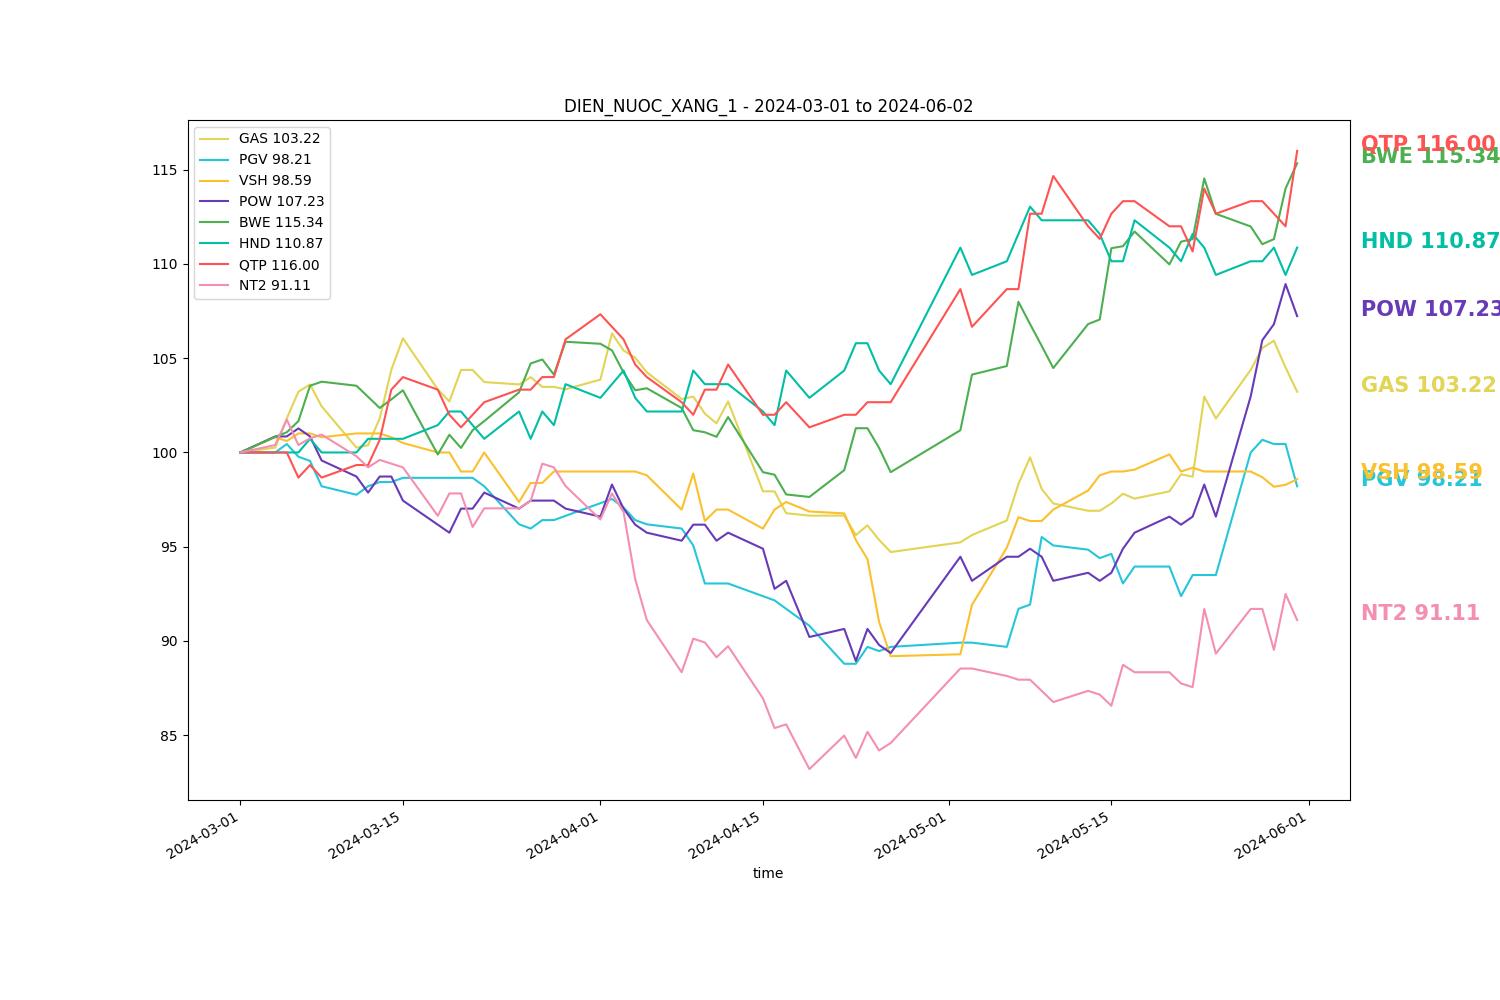 DIEN_NUOC_XANG_1 - 2024-03-01 to 2024-06-02
GAS 103.22
PGV 98.21
VSH 98.59
POW 107.23
BWE 115.34
HND 110.87
QTP 116.00
NT2 91.11
115
110
105
100
95
90
85
QTP 116.00
BWE 115.34
HND 110.87
POW 107.23
GAS 103.22
VSH 98.59
PGV 98.21
NT2 91.11
2024-03-01
2024-03-15
2024-04-01
2024-04-15
2024-05-01
2024-05-15
2024-06-01
time